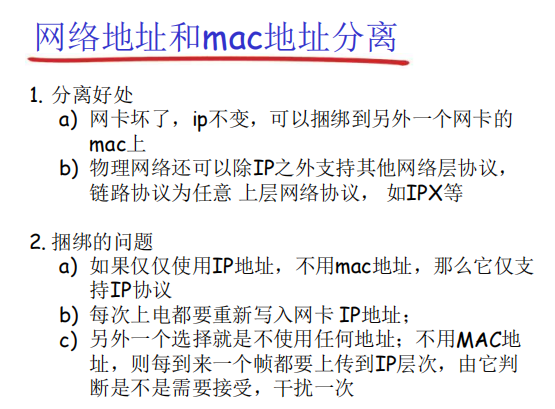 网络地址和mac地址分离
1. 分离好处
a) 网卡坏了，ip不变，可以捆绑到另外一个网卡的
mac上
b) 物理网络还可以除IP之外支持其他网络层协议，
链路协议为任意 上层网络协议， 如IPX等
2. 捆绑的问题
a) 如果仅仅使用IP地址，不用mac地址，那么它仅支
持IP协议
b) 每次上电都要重新写入网卡 IP地址；
c) 另外一个选择就是不使用任何地址；不用MAC地
址，则每到来一个帧都要上传到IP层次，由它判
断是不是需要接受，干扰一次